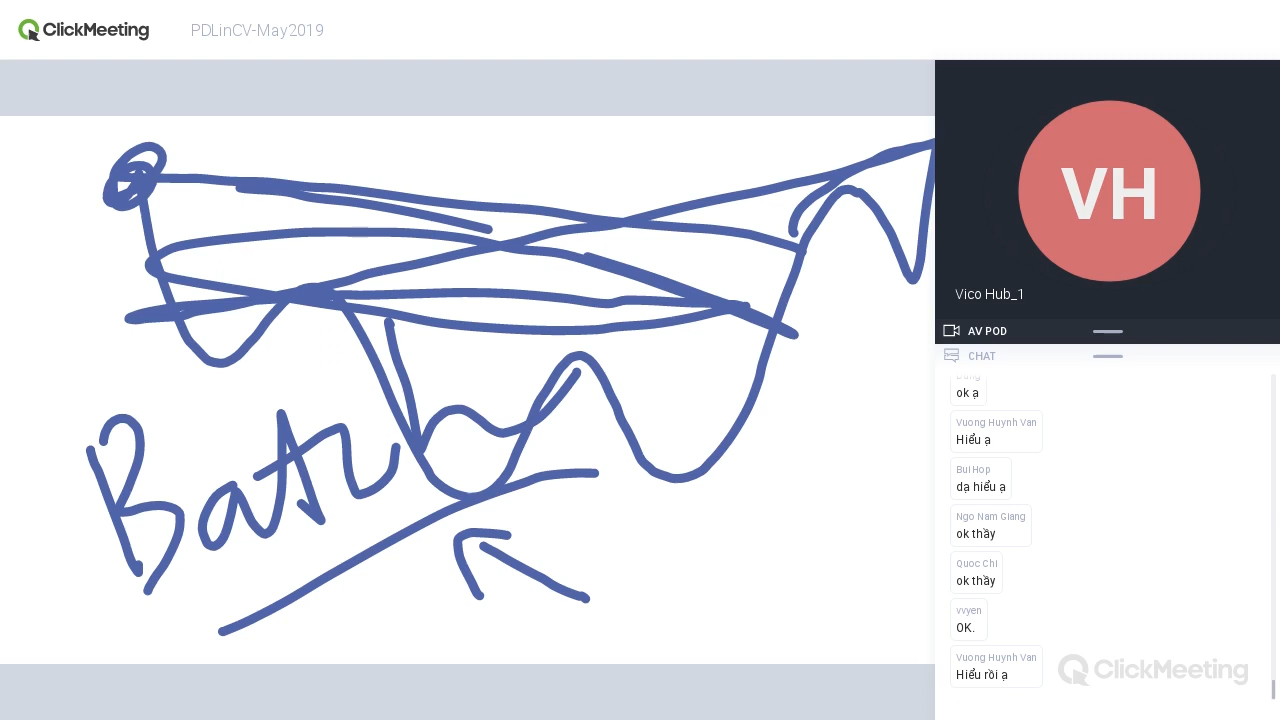 ClickMeeting
PDLinCV-May2019
VH
Vico Hub_1
AV POD
CHAT
Dung
ok ạ
Vuong Huynh Van
Hiểu ạ
Bui Hop
dạ hiểu ạ
Ngo Nam Giang
ok thầy
Quoc Chi
ok thầy
vvyen
OK.
Vuong Huynh Van
Hiểu rồi ạ
ClickMeeting
Batch